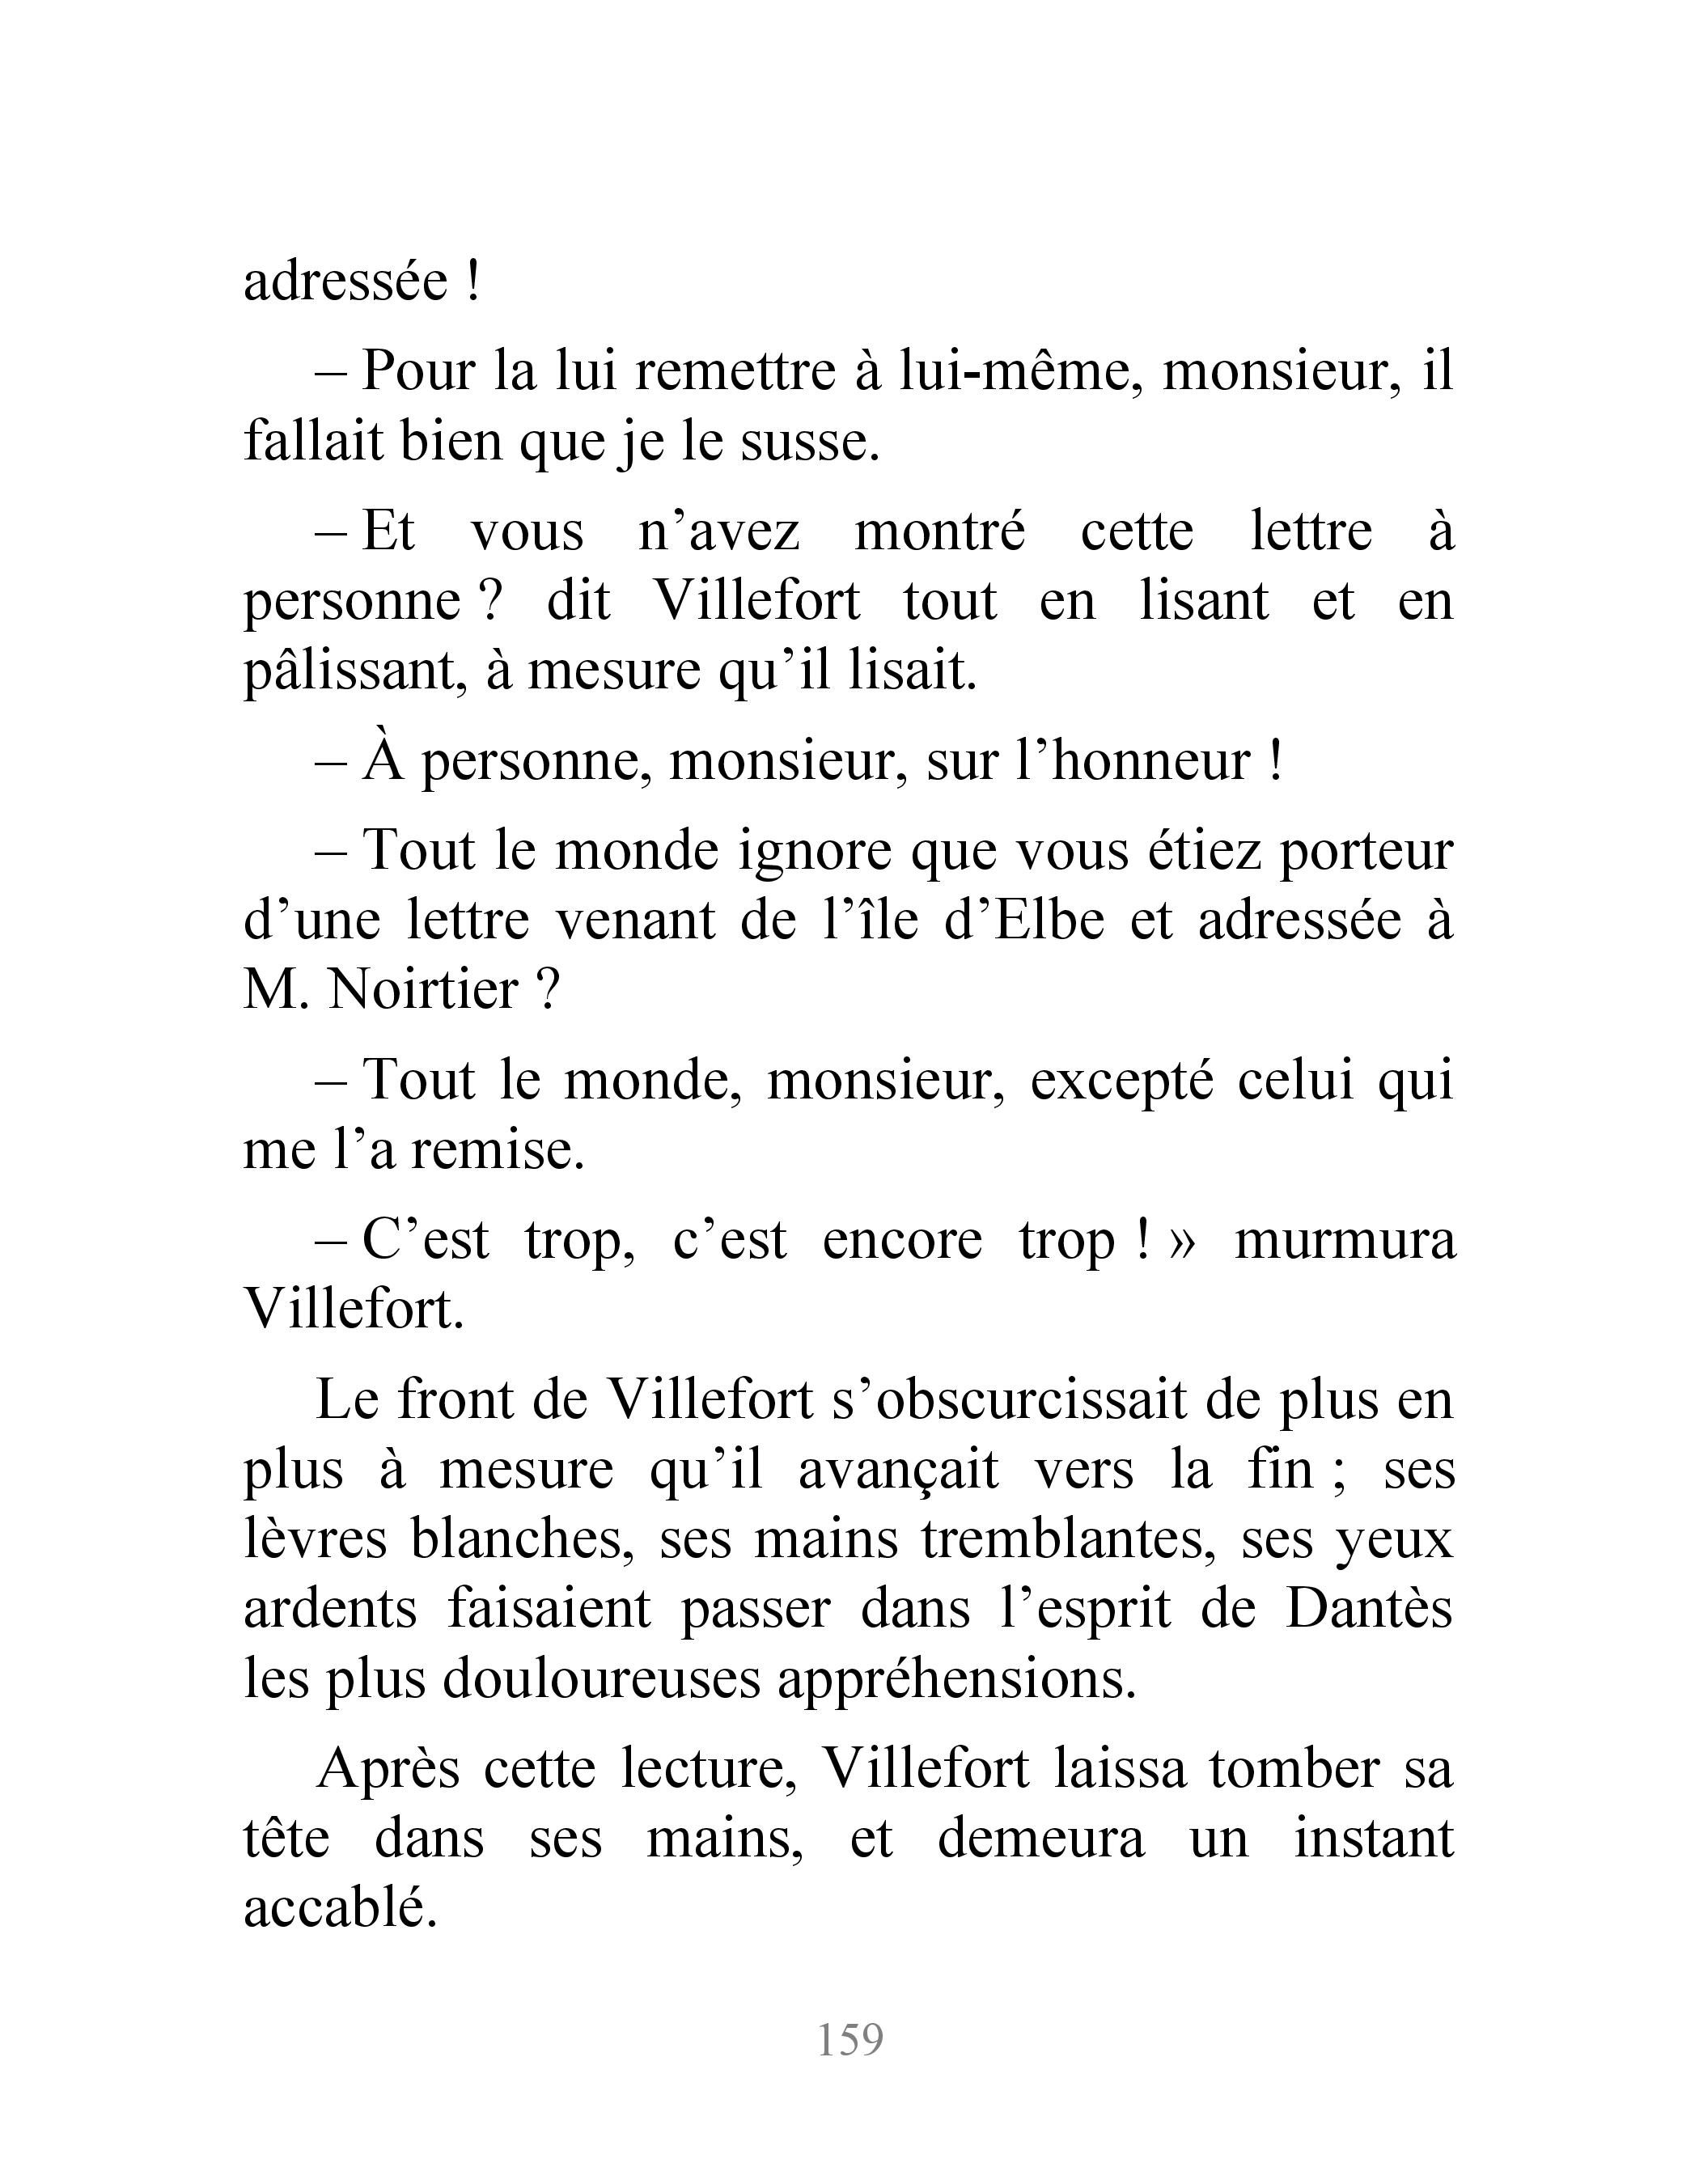 adressée !
– Pour la lui remettre à lui-même, monsieur, il
fallait bien que je le susse.
– Et vous n’avez montré cette lettre à
personne ? dit Villefort tout en lisant et en
pâlissant, à mesure qu’il lisait.
– À personne, monsieur, sur l’honneur !
– Tout le monde ignore que vous étiez porteur
d’une lettre venant de l’île d’Elbe et adressée à
M. Noirtier ?
– Tout le monde, monsieur, excepté celui qui
me l’a remise.
– C’est trop, c’est encore trop ! » murmura
Villefort.
Le front de Villefort s’obscurcissait de plus en
plus à mesure qu’il avançait vers la fin ; ses
lèvres blanches, ses mains tremblantes, ses yeux
ardents faisaient passer dans l’esprit de Dantès
les plus douloureuses appréhensions.
Après cette lecture, Villefort laissa tomber sa
tête dans ses mains, et demeura un instant
accablé.
159